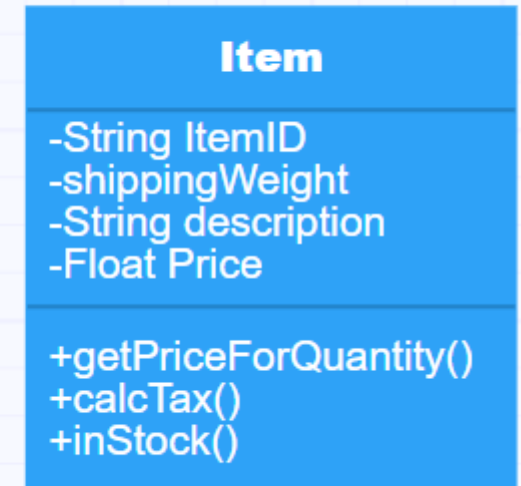 Item
-String ItemID
-shippingWeight
-String description
-Float Price
+getPriceForQuantity()
+calcTax()
+inStock()